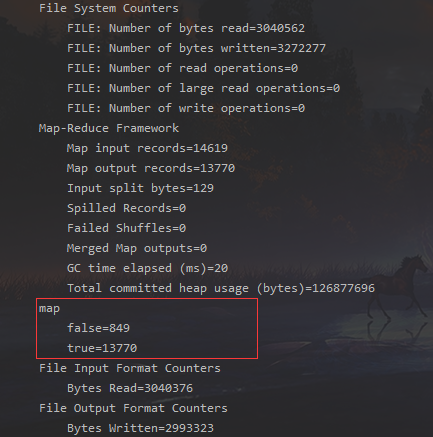 File System Counters
FILE: Number of bytes read=3040562
FILE: Number of bytes written=3272277
FILE: Number of read operations=0
FILE: Number of large read operations=0
FILE: Number of write operations=0
Map-Reduce Framework
Map input records=14619
Map output records=13770
Input split bytes=129
Spilled Records=0
Failed Shuffles=0
Merged Map outputs=0
GC time elapsed (ms)=20
Total committed heap usage (bytes)=126877696
map
false=849
true=13770
File Input Format Counters
Bytes Read=3040376
File Output Format Counters
Bytes Written=2993323